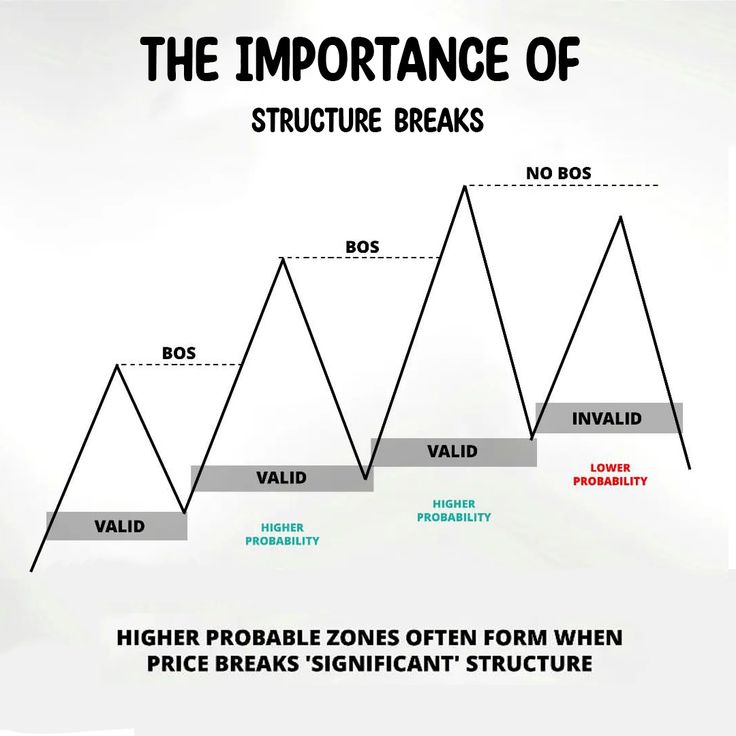 THE IMPORTANCE OF
STRUCTURE BREAKS
NO BOS
BOS
BOS
INVALID
VALID
LOWER
PROBABILITY
VALID
HIGHER
PROBABILITY
VALID
HIGHER
PROBABILITY
HIGHER PROBABLE ZONES OFTEN FORM WHEN
PRICE BREAKS 'SIGNIFICANT' STRUCTURE